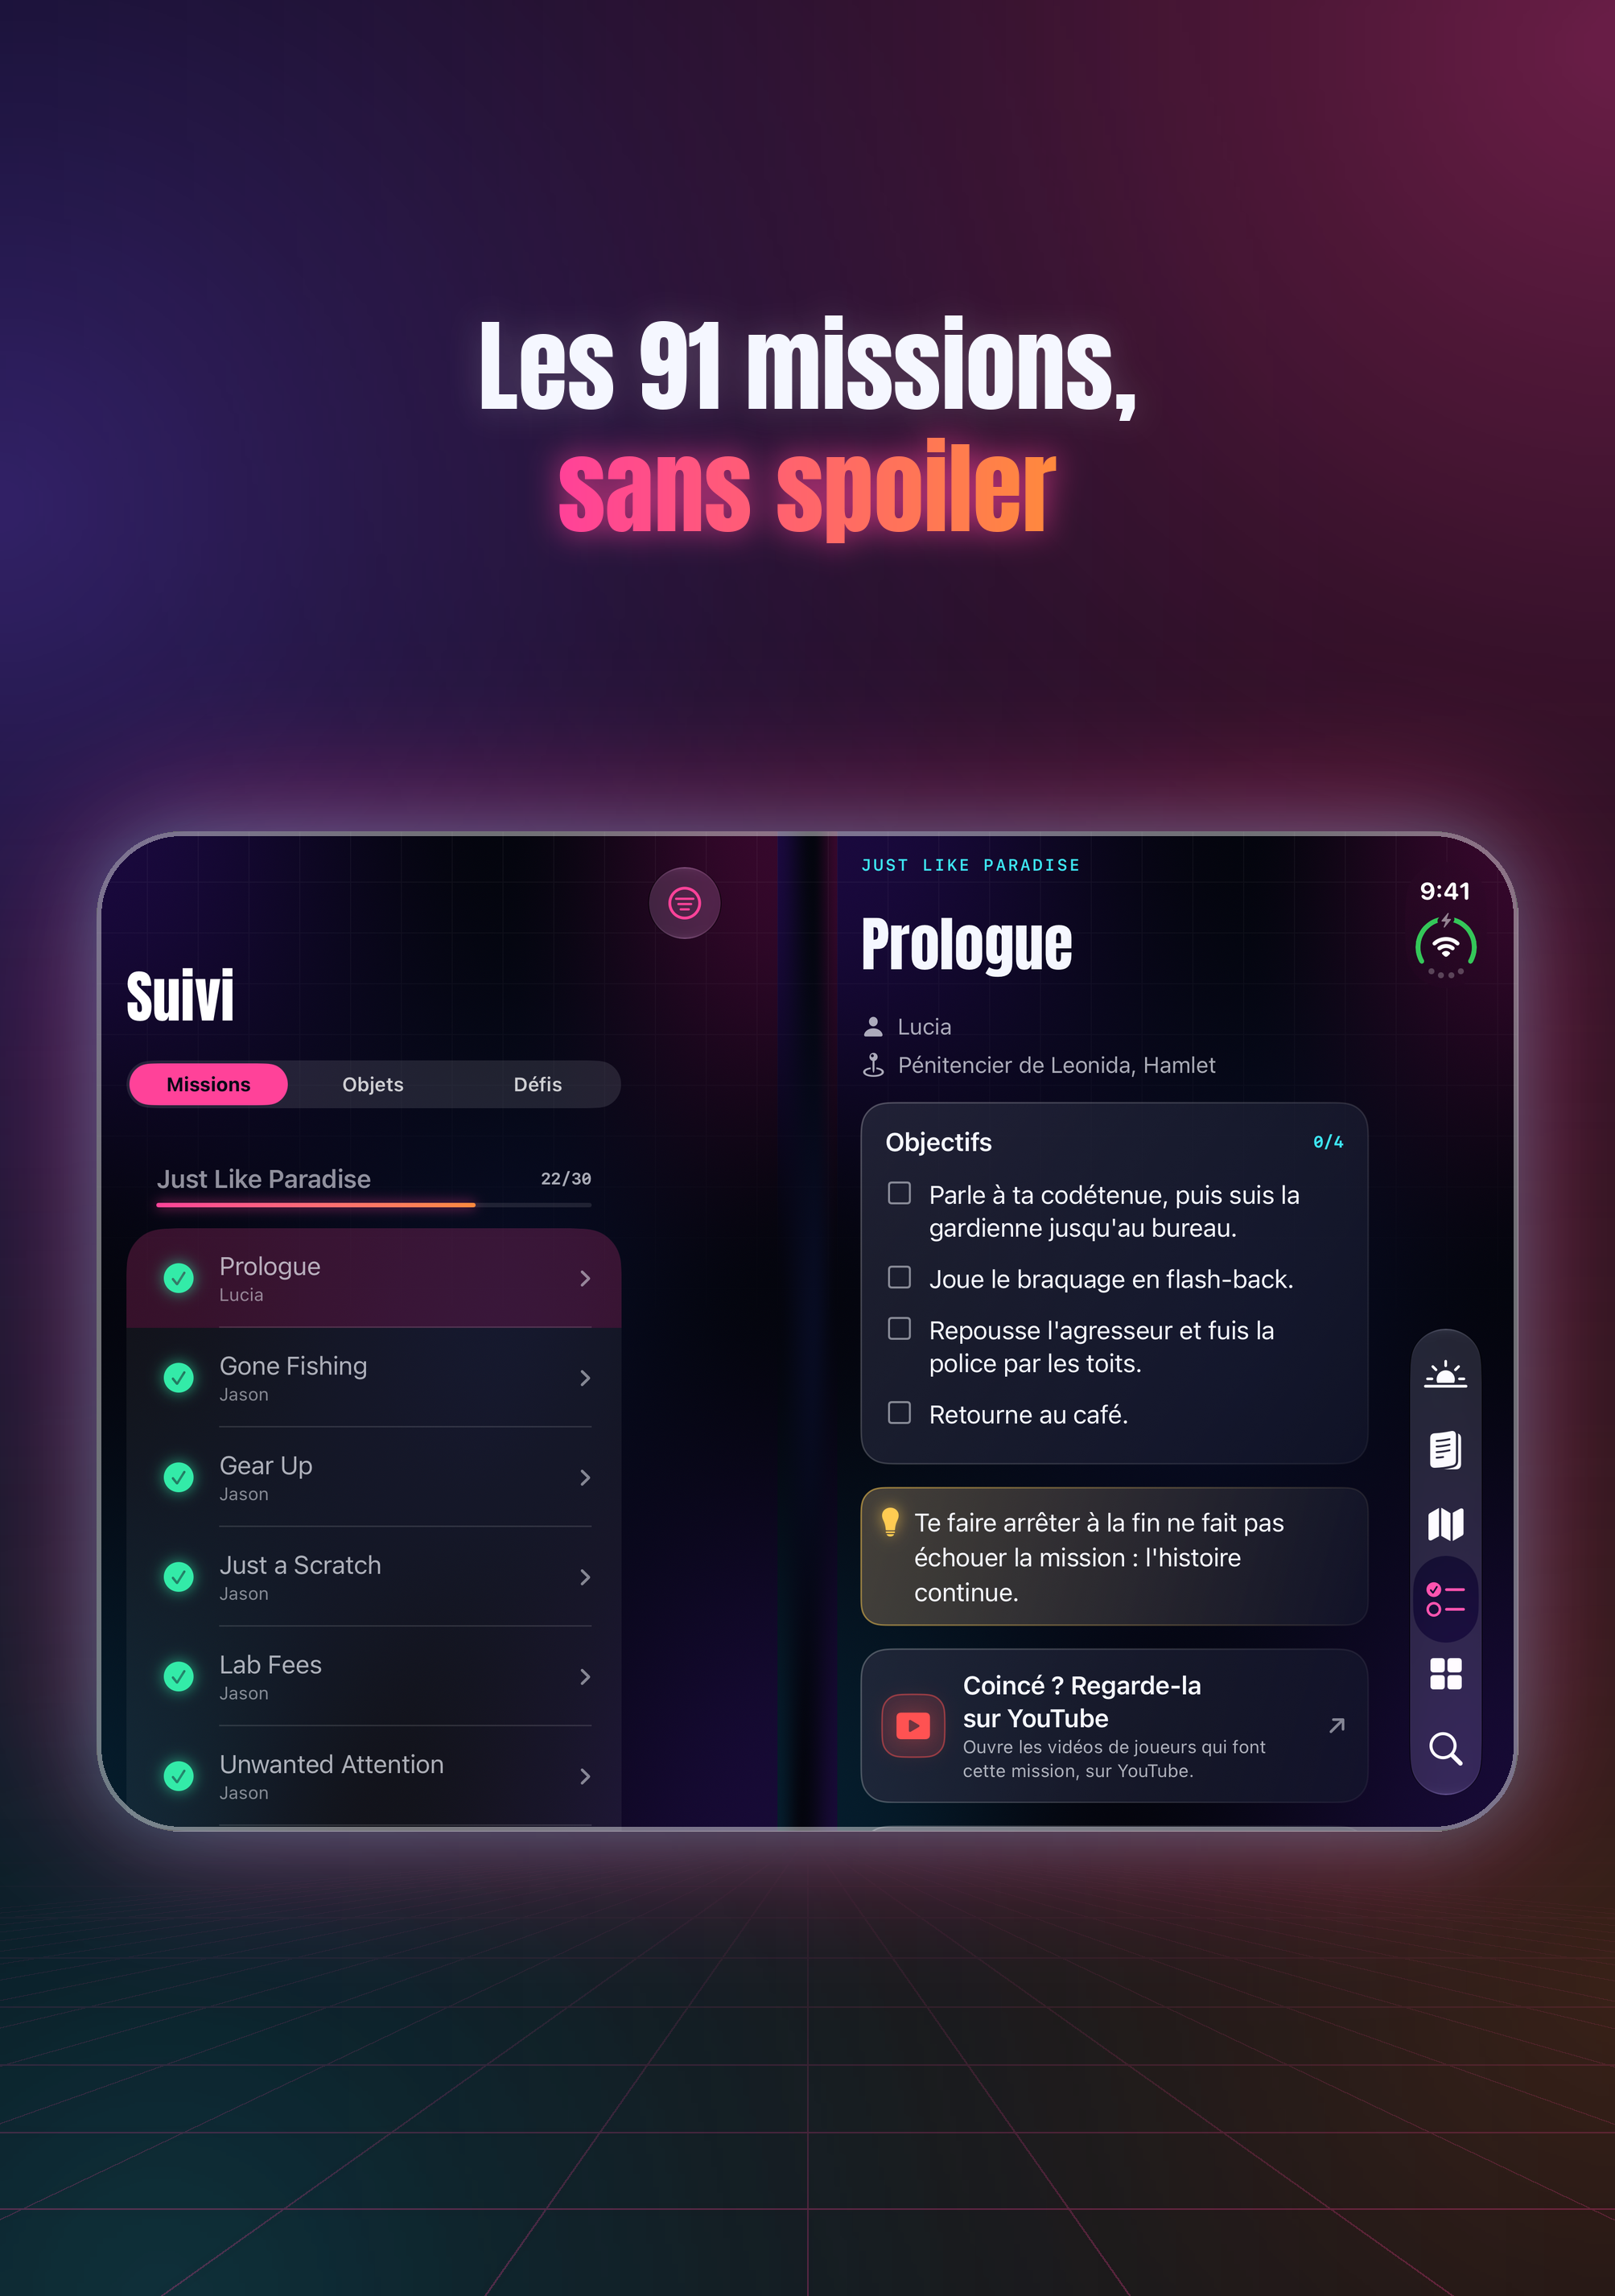 Les 91 missions,
sans spoiler
Suivi
Missions
Objets
Défis
Just Like Paradise
22/30
Prologue
Lucia
Gone Fishing
Jason
Gear Up
Jason
Just a Scratch
Jason
Lab Fees
Jason
Unwanted Attention
Jason
JUST LIKE PARADISE
9:41
Prologue
Lucia
Pénitencier de Leonida, Hamlet
Objectifs
0/4
Parle à ta codétenue, puis suis la
gardienne jusqu'au bureau.
Joue le braquage en flash-back.
Repousse l'agresseur et fuis la
police par les toits.
Retourne au café.
Te faire arrêter à la fin ne fait pas
échouer la mission : l'histoire
continue.
Coincé ? Regarde-la
sur YouTube
Ouvre les vidéos de joueurs qui font
cette mission, sur YouTube.